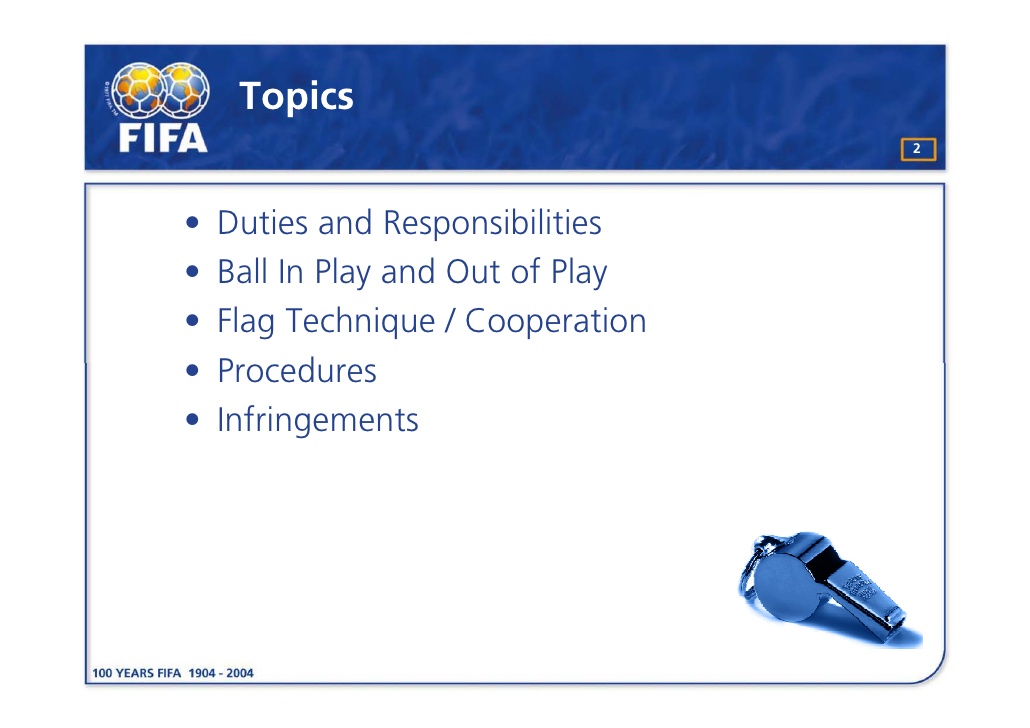 Topics
FIFA
2
• Duties and Responsibilities
• Ball In Play and Out of Play
• Flag Technique / Cooperation
• Procedures
• Infringements
100 YEARS FIFA 1904 - 2004